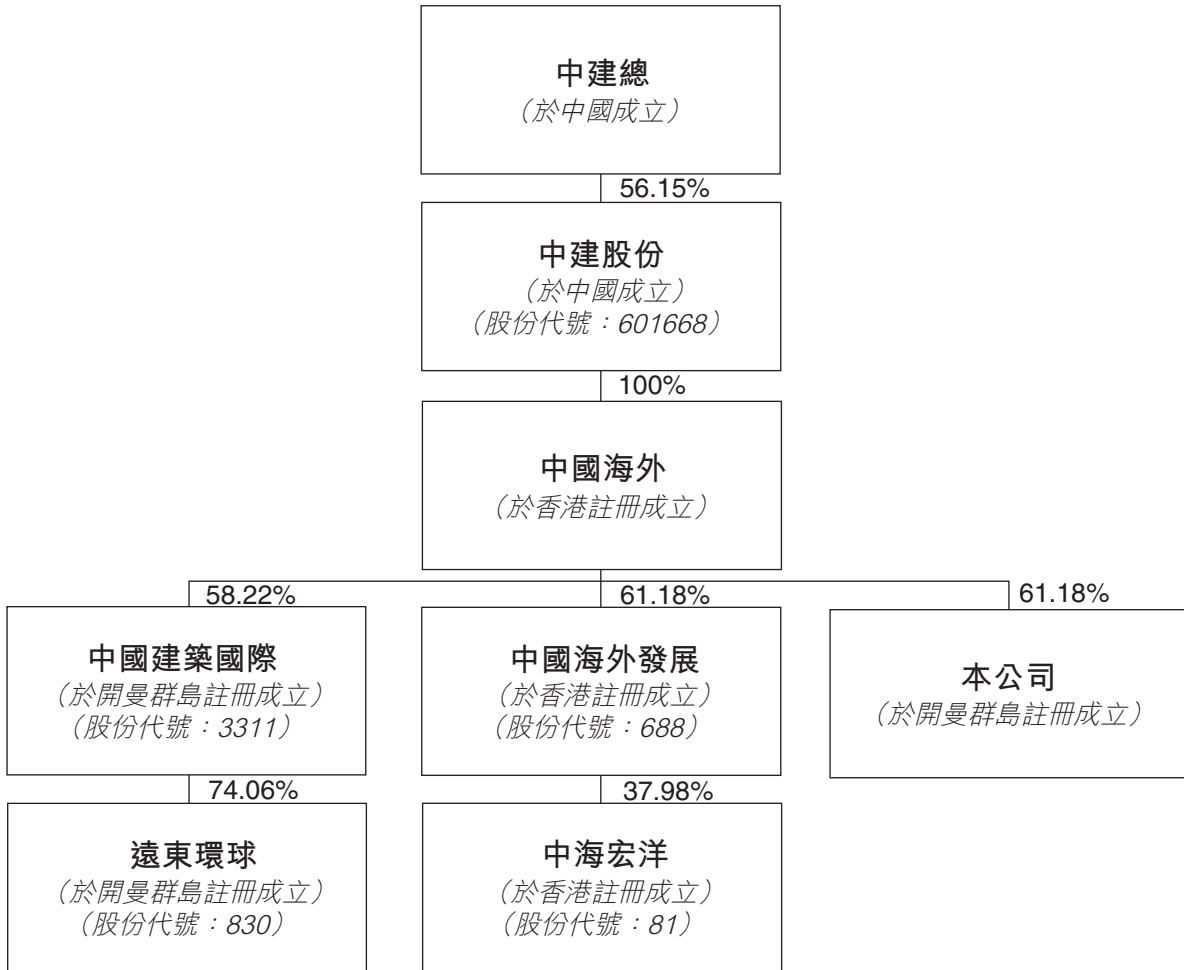 中建總
（於中國成立）
56.15%
中建股份
（於中國成立）
（股份代號：601668）
100%
中國海外
（於香港註冊成立）
58.22%
61.18%
61.18%
中國建築國際
（於開曼群島註冊成立）
（股份代號：3311）
中國海外發展
（於香港註冊成立）
（股份代號：688）
本公司
（於開曼群島註冊成立）
74.06%
37.98%
遠東環球
（於開曼群島註冊成立）
（股份代號：830）
中海宏洋
（於香港註冊成立）
（股份代號：81）